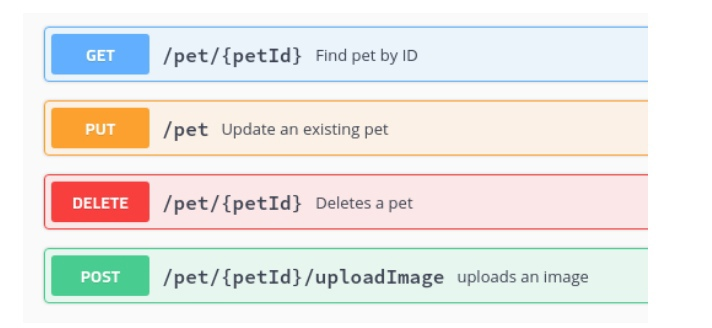 GET /pet/{petId} Find pet by ID
PUT /pet Update an existing pet
DELETE /pet/{petId} Deletes a pet
POST /pet/{petId}/uploadImage uploads an image